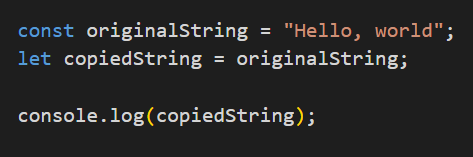 const originalString = "Hello, world";
let copiedString = originalString;
console.log(copiedString);